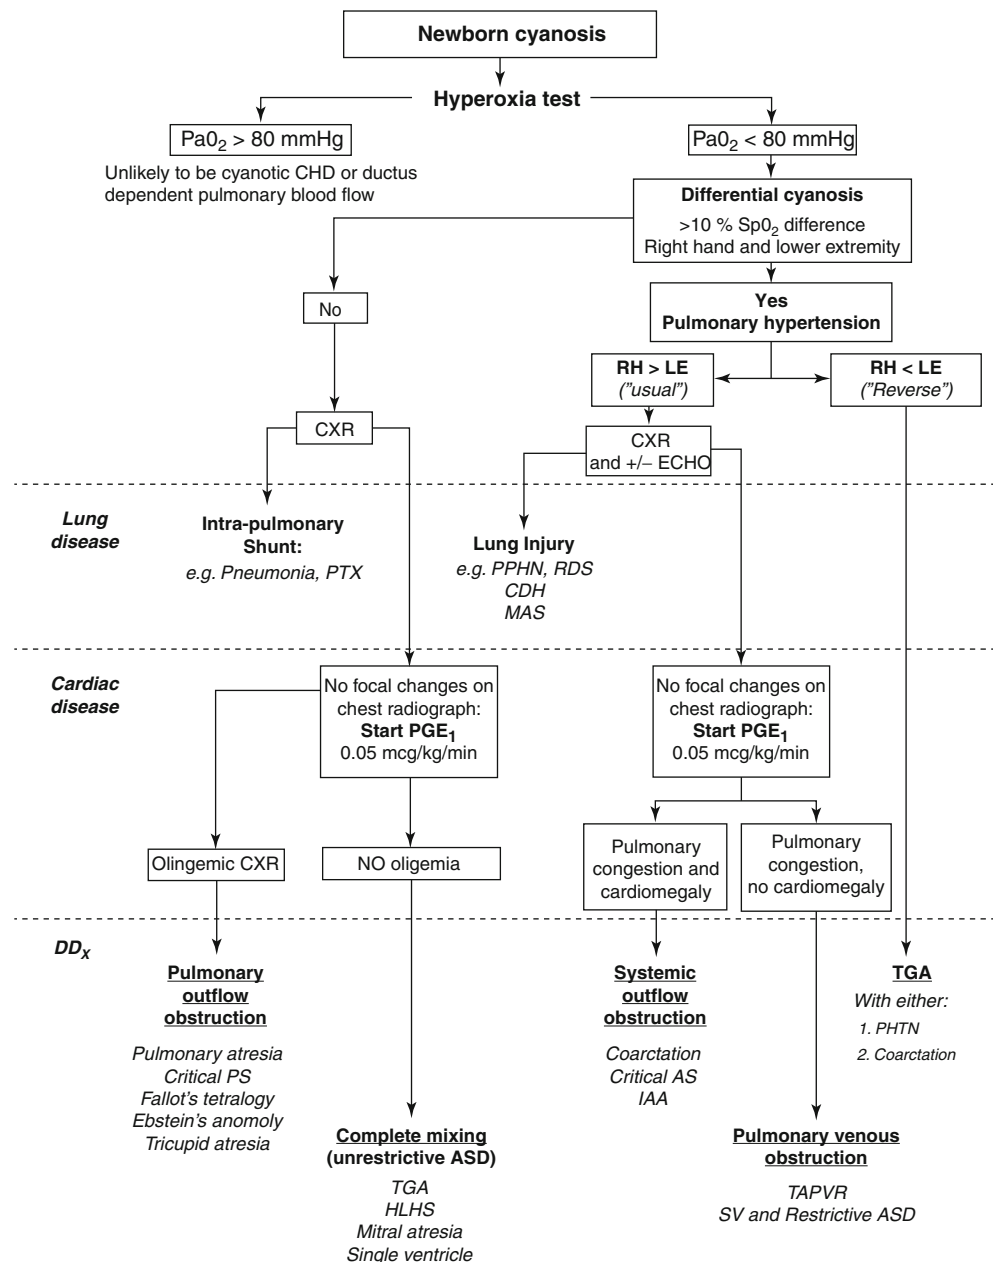 Newborn cyanosis
Hyperoxia test
Pa0₂ > 80 mmHg
Unlikely to be cyanotic CHD or ductus
dependent pulmonary blood flow
Pa0₂ < 80 mmHg
Differential cyanosis
>10 % Sp0₂ difference
Right hand and lower extremity
No
Yes
Pulmonary hypertension
RH > LE
("usual")
RH < LE
("Reverse")
CXR
CXR
and +/– ECHO
Lung
disease
Intra-pulmonary
Shunt:
e.g. Pneumonia, PTX
Lung Injury
e.g. PPHN, RDS
CDH
MAS
Cardiac
disease
No focal changes on
chest radiograph:
Start PGE₁
0.05 mcg/kg/min
No focal changes on
chest radiograph:
Start PGE₁
0.05 mcg/kg/min
Olingemic CXR
NO oligemia
Pulmonary
congestion and
cardiomegaly
Pulmonary
congestion,
no cardiomegaly
DDX
Pulmonary
outflow
obstruction
Pulmonary atresia
Critical PS
Fallot's tetralogy
Ebstein's anomoly
Tricupid atresia
Complete mixing
(unrestrictive ASD)
TGA
HLHS
Mitral atresia
Single ventricle
Systemic
outflow
obstruction
Coarctation
Critical AS
IAA
Pulmonary venous
obstruction
TAPVR
SV and Restrictive ASD
TGA
With either:
1. PHTN
2. Coarctation